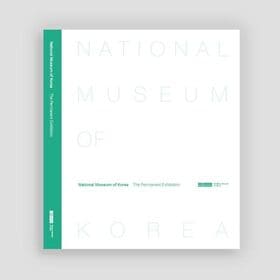 NATIONAL
MUSEUM
OF
National Museum of Korea The Permanent Exhibition
KOREA
National Museum of Korea The Permanent Exhibition